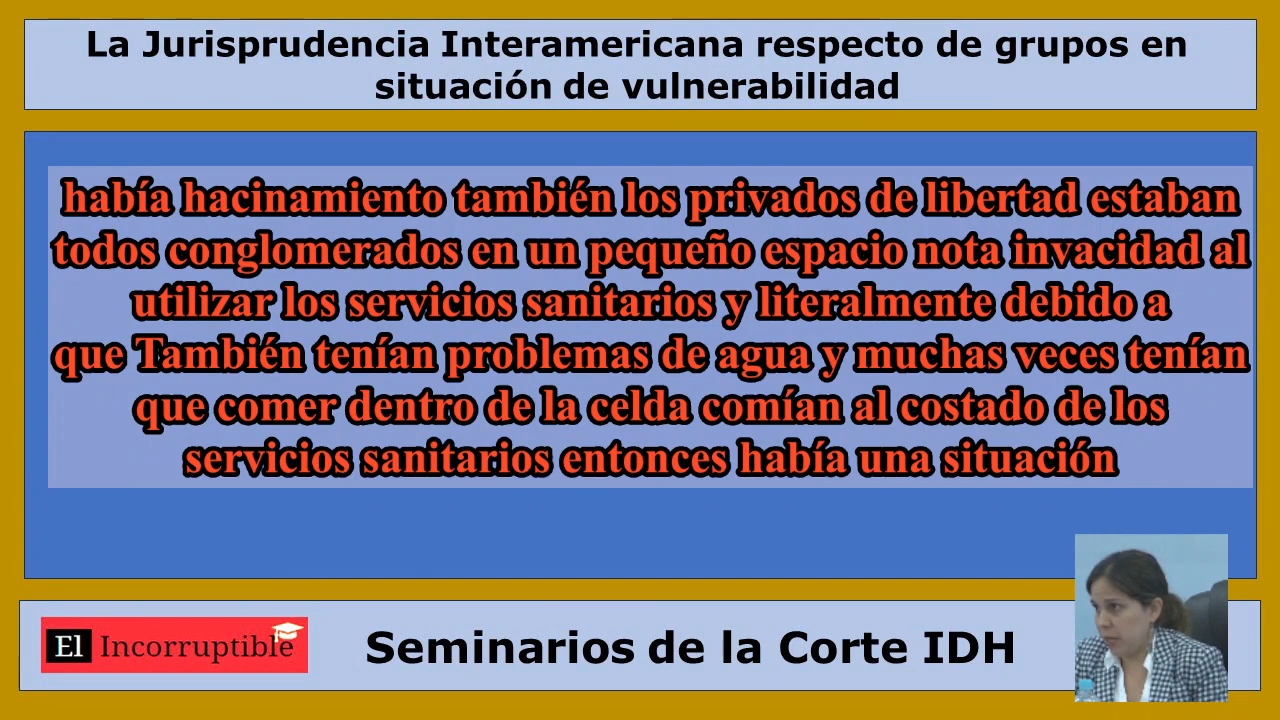 La Jurisprudencia Interamericana respecto de grupos en
situación de vulnerabilidad
había hacinamiento también los privados de libertad estaban
todos conglomerados en un pequeño espacio nota invacidad al
utilizar los servicios sanitarios y literalmente debido a
que También tenían problemas de agua y muchas veces tenían
que comer dentro de la celda comían al costado de los
servicios sanitarios entonces había una situación
El Incorruptible
Seminarios de la Corte IDH